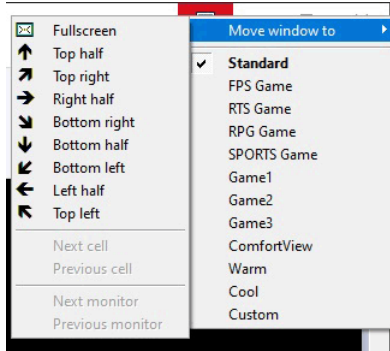 Fullscreen
Top half
Top right
Right half
Bottom right
Bottom half
Bottom left
Left half
Top left
Next cell
Previous cell
Next monitor
Previous monitor
Move window to
Standard
FPS Game
RTS Game
RPG Game
SPORTS Game
Game1
Game2
Game3
ComfortView
Warm
Cool
Custom